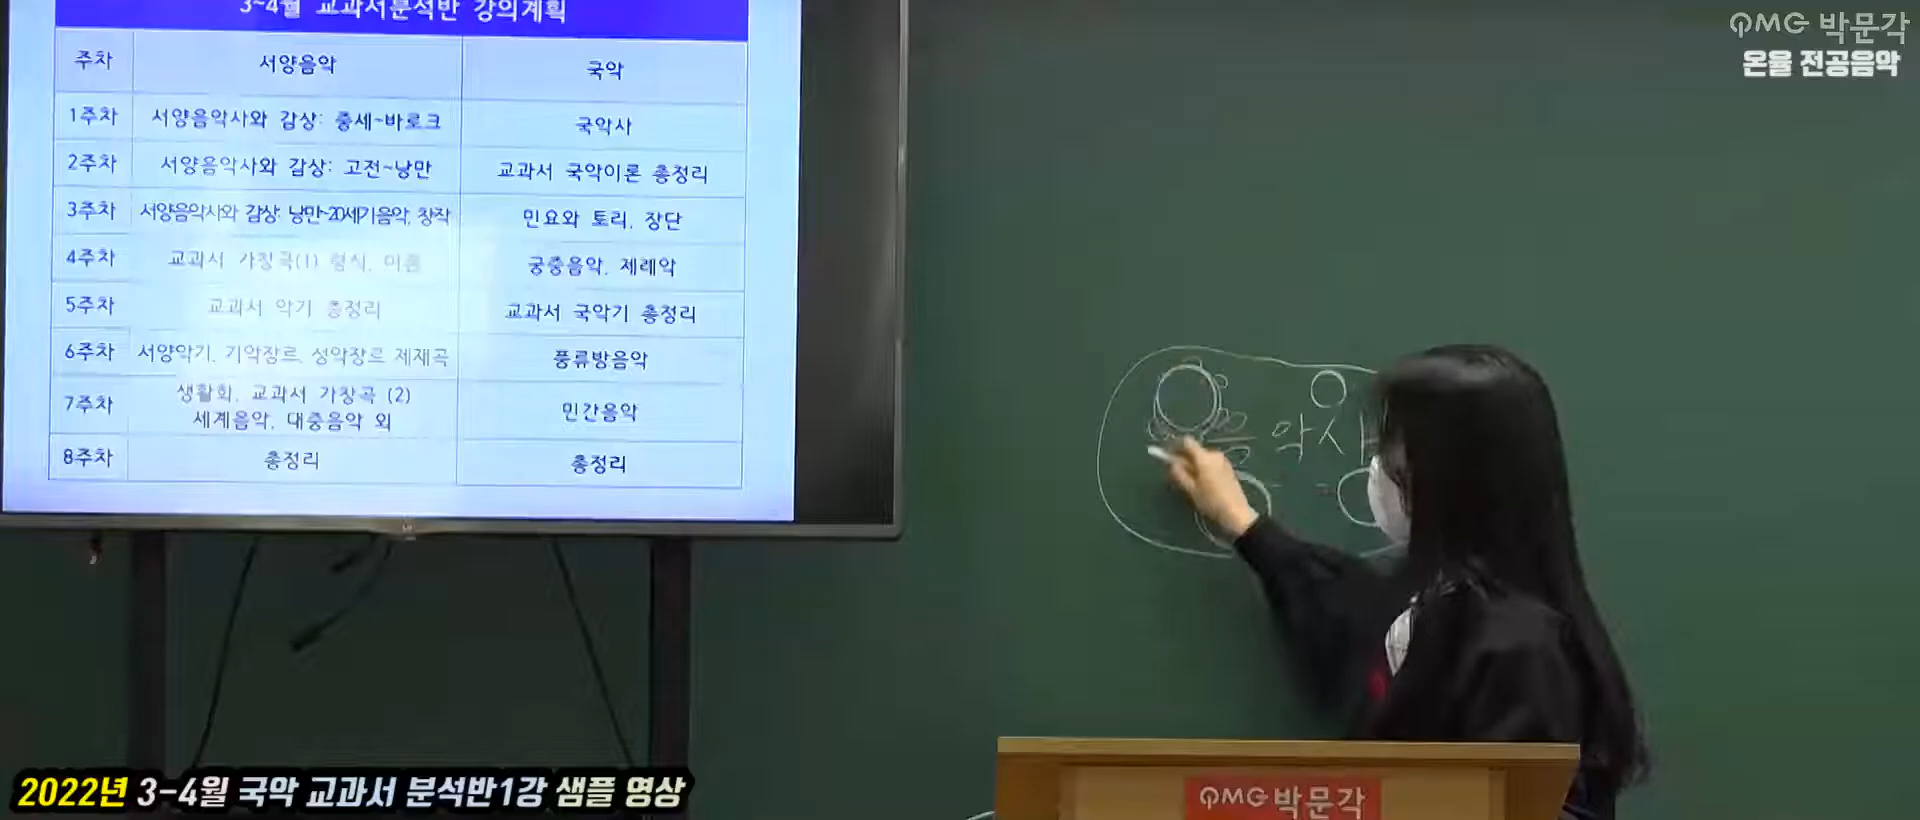 3~4월 교과서분석반 강의계획
주차 서양음악 국악
1주차 서양음악사와 감상: 중세~바로크 국악사
2주차 서양음악사와 감상: 고전~낭만 교과서 국악이론 총정리
3주차 서양음악사와 감상: 낭만~20세기음악, 창작 민요와 토리, 장단
4주차 교과서 가창곡(1) 형식, 이론 궁중음악, 제례악
5주차 교과서 악기 총정리 교과서 국악기 총정리
6주차 서양악기, 기악장르, 성악장르 제재곡 풍류방음악
7주차 생활화, 교과서 가창곡 (2) 민간음악
세계음악, 대중음악 외
8주차 총정리 총정리
PMG 박문각
온율 전공음악
음악사
PMG 박문각
2022년 3-4월 국악 교과서 분석반1강 샘플 영상